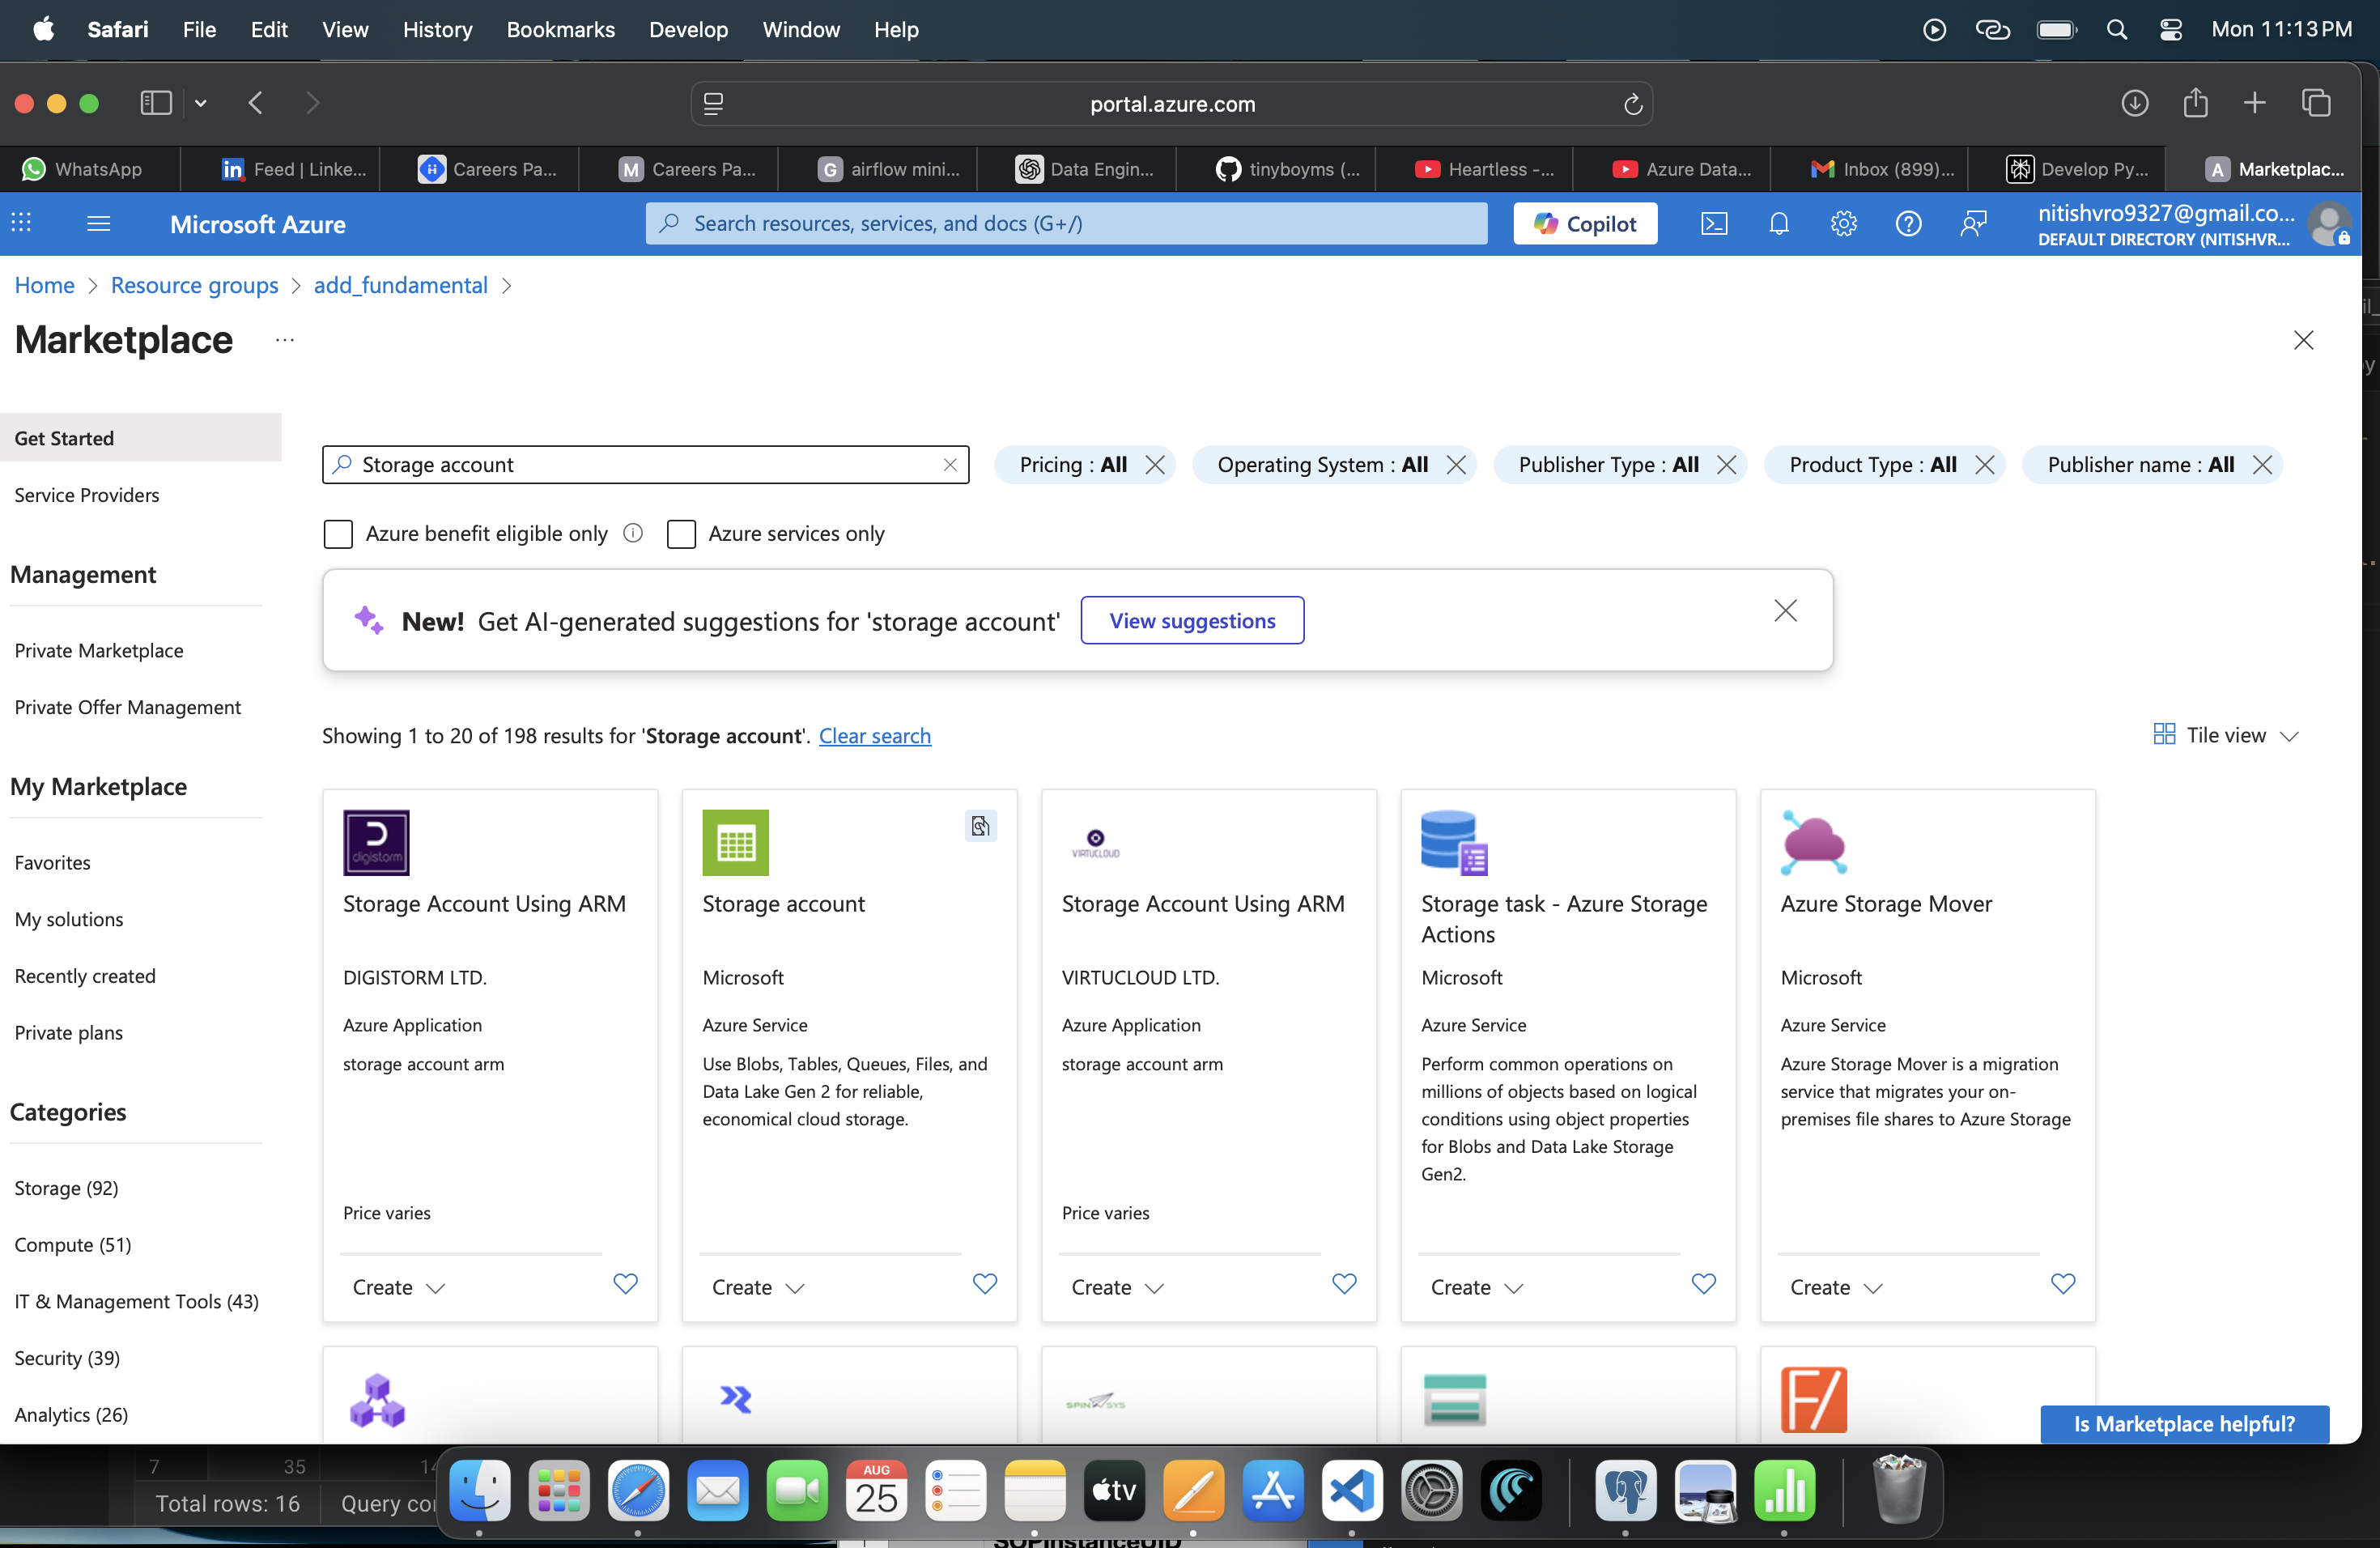 Safari File Edit View History Bookmarks Develop Window Help Mon 11:13 PM
portal.azure.com
WhatsApp Feed | Linke... Careers Pa... M Careers Pa... G airflow mini... Data Engin... tinyboyms (... Heartless -... Azure Data... Inbox (899)... Develop Py... A Marketplac...
Microsoft Azure
Search resources, services, and docs (G+/)
Copilot
nitishvro9327@gmail.co...
DEFAULT DIRECTORY (NITISHVR...
Home > Resource groups > add_fundamental >
Marketplace ...
Get Started
Service Providers
Management
Private Marketplace
Private Offer Management
My Marketplace
Favorites
My solutions
Recently created
Private plans
Categories
Storage (92)
Compute (51)
IT & Management Tools (43)
Security (39)
Analytics (26)
Storage account
Pricing : All
Operating System : All
Publisher Type : All
Product Type : All
Publisher name : All
Azure benefit eligible only
Azure services only
New! Get AI-generated suggestions for 'storage account'
View suggestions
Showing 1 to 20 of 198 results for 'Storage account'. Clear search
Tile view
digistorm
Storage Account Using ARM
DIGISTORM LTD.
Azure Application
storage account arm
Price varies
Create
Storage account
Microsoft
Azure Service
Use Blobs, Tables, Queues, Files, and
Data Lake Gen 2 for reliable,
economical cloud storage.
Create
VIRTUCLOUD
Storage Account Using ARM
VIRTUCLOUD LTD.
Azure Application
storage account arm
Price varies
Create
Storage task - Azure Storage
Actions
Microsoft
Azure Service
Perform common operations on
millions of objects based on logical
conditions using object properties
for Blobs and Data Lake Storage
Gen2.
Create
Azure Storage Mover
Microsoft
Azure Service
Azure Storage Mover is a migration
service that migrates your on-
premises file shares to Azure Storage
Create
SPINSYS
F/
Is Marketplace helpful?
7 35 14
Total rows: 16 Query co
AUG
25
tv
SOPInstanceUID